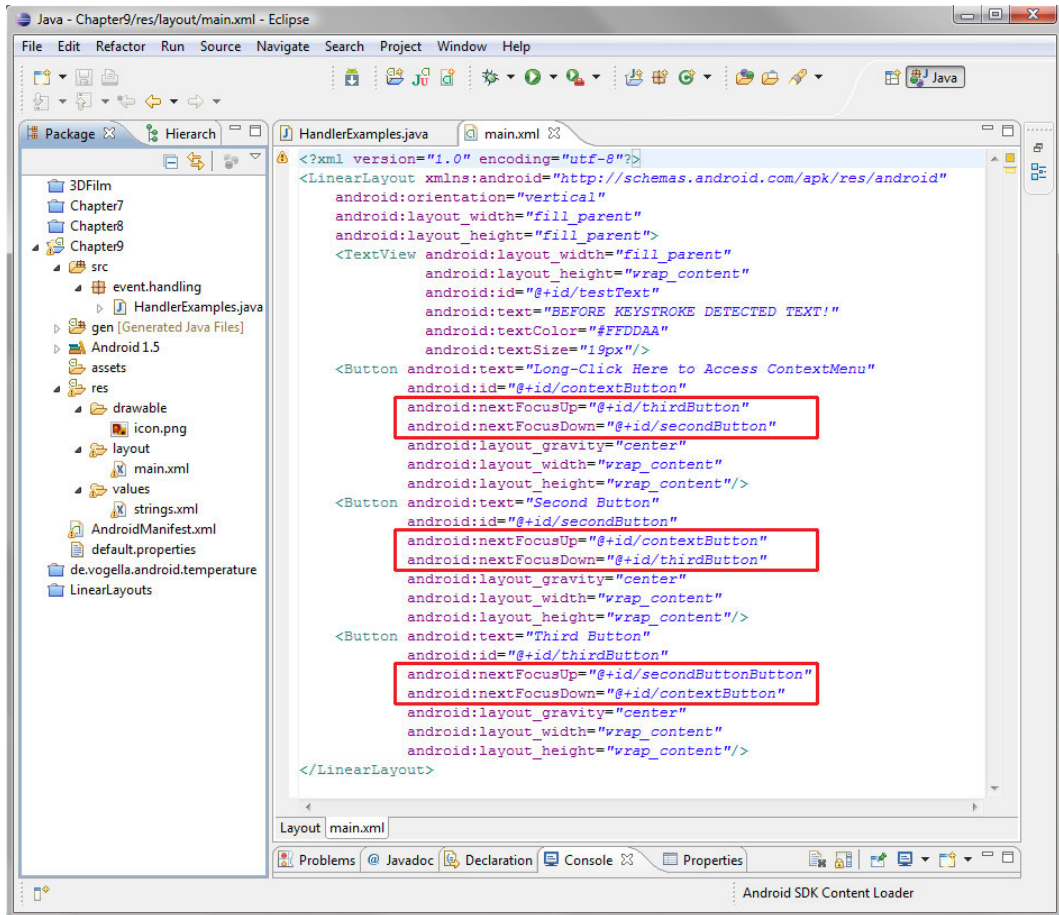 Java - Chapter9/res/layout/main.xml - Eclipse
File Edit Refactor Run Source Navigate Search Project Window Help
Java
Package Hierarch
HandlerExamples.java main.xml
3DFilm
Chapter7
Chapter8
Chapter9
src
event.handling
HandlerExamples.java
gen [Generated Java Files]
Android 1.5
assets
res
drawable
icon.png
layout
main.xml
values
strings.xml
AndroidManifest.xml
default.properties
de.vogella.android.temperature
LinearLayouts
<?xml version="1.0" encoding="utf-8"?>
<LinearLayout xmlns:android="http://schemas.android.com/apk/res/android"
android:orientation="vertical"
android:layout_width="fill_parent"
android:layout_height="fill_parent">
<TextView android:layout_width="fill_parent"
android:layout_height="wrap_content"
android:id="@+id/testText"
android:text="BEFORE KEYSTROKE DETECTED TEXT!"
android:textColor="#FFDDAA"
android:textSize="19px"/>
<Button android:text="Long-Click Here to Access ContextMenu"
android:id="@+id/contextButton"
android:nextFocusUp="@+id/thirdButton"
android:nextFocusDown="@+id/secondButton"
android:layout_gravity="center"
android:layout_width="wrap_content"
android:layout_height="wrap_content"/>
<Button android:text="Second Button"
android:id="@+id/secondButton"
android:nextFocusUp="@+id/contextButton"
android:nextFocusDown="@+id/thirdButton"
android:layout_gravity="center"
android:layout_width="wrap_content"
android:layout_height="wrap_content"/>
<Button android:text="Third Button"
android:id="@+id/thirdButton"
android:nextFocusUp="@+id/secondButtonButton"
android:nextFocusDown="@+id/contextButton"
android:layout_gravity="center"
android:layout_width="wrap_content"
android:layout_height="wrap_content"/>
</LinearLayout>
Layout main.xml
Problems @ Javadoc Declaration Console Properties
Android SDK Content Loader